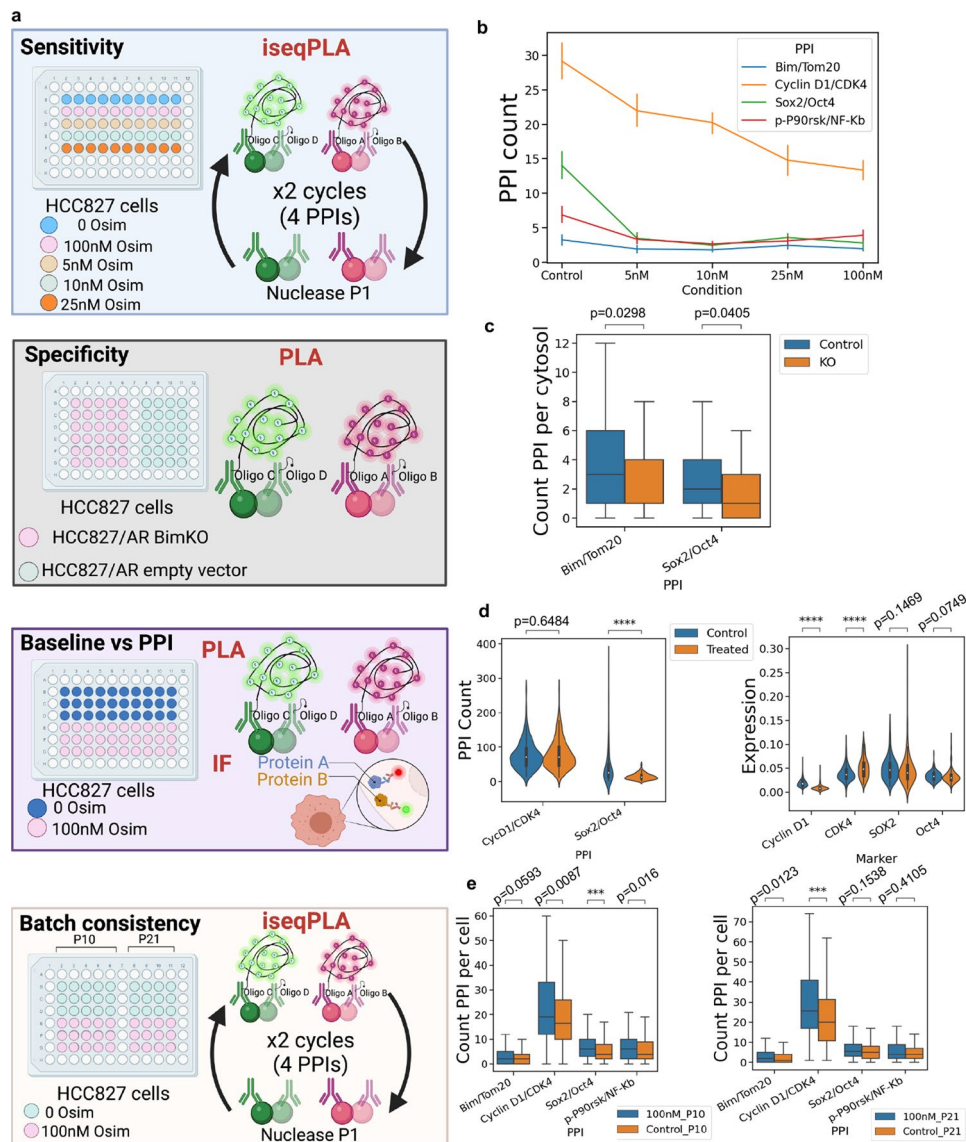 a
Sensitivity
iseqPLA
Oligo C
Oligo D
Oligo A
Oligo B
x2 cycles
(4 PPIs)
Nuclease P1
HCC827 cells
0 Osim
100nM Osim
5nM Osim
10nM Osim
25nM Osim
b
PPI count
30
25
20
15
10
5
0
Control
5nM
10nM
25nM
100nM
Condition
PPI
Bim/Tom20
Cyclin D1/CDK4
Sox2/Oct4
p-P90rsk/NF-Kb
Specificity
PLA
Oligo C
Oligo D
Oligo A
Oligo B
HCC827 cells
HCC827/AR BimKO
HCC827/AR empty vector
c
p=0.0298
p=0.0405
Control
KO
Count PPI per cytosol
12
10
8
6
4
2
0
Bim/Tom20
Sox2/Oct4
PPI
Baseline vs PPI
PLA
Oligo C
Oligo D
Oligo A
Oligo B
IF
Protein A
Protein B
HCC827 cells
0 Osim
100nM Osim
d
p=0.6484
****
Control
Treated
PPI Count
400
300
200
100
0
CycD1/CDK4
Sox2/Oct4
PPI
****
****
p=0.1469
p=0.0749
Expression
0.30
0.25
0.20
0.15
0.10
0.05
0.00
Cyclin D1
CDK4
SOX2
Oct4
Marker
Batch consistency
P10
P21
iseqPLA
Oligo C
Oligo D
Oligo A
Oligo B
x2 cycles
(4 PPIs)
Nuclease P1
HCC827 cells
0 Osim
100nM Osim
e
p=0.0593
p=0.0087
***
p=0.016
Count PPI per cell
60
50
40
30
20
10
0
Bim/Tom20
Cyclin D1/CDK4
Sox2/Oct4
p-P90rsk/NF-Kb
PPI
100nM_P10
Control_P10
p=0.0123
***
p=0.1538
p=0.4105
Count PPI per cell
70
60
50
40
30
20
10
0
Bim/Tom20
Cyclin D1/CDK4
Sox2/Oct4
p-P90rsk/NF-Kb
PPI
100nM_P21
Control_P21